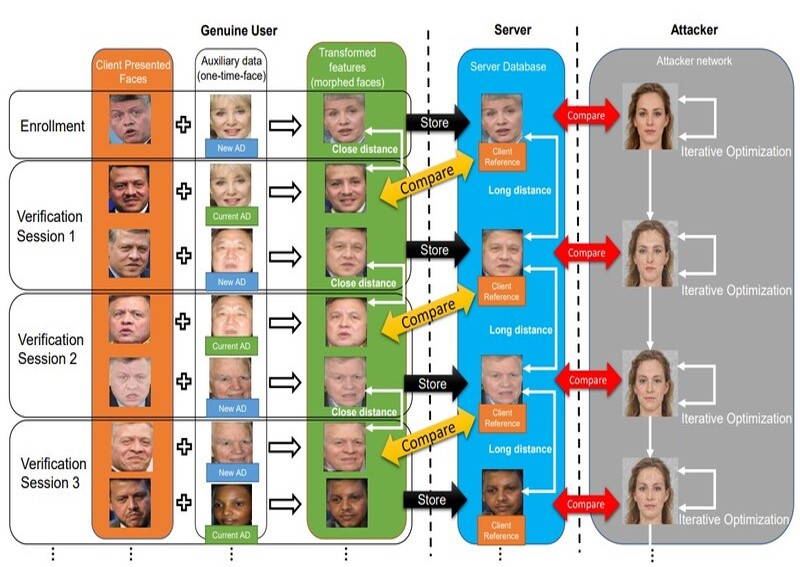 Genuine User
Server
Attacker
Client Presented
Faces
Auxiliary data
(one-time-face)
Transformed
features
(morphed faces)
Server Database
Attacker network
Enrollment
New AD
Close distance
Store
Client
Reference
Compare
Iterative Optimization
Compare
Long distance
Verification
Session 1
Current AD
New AD
Close distance
Store
Client
Reference
Compare
Iterative Optimization
Compare
Long distance
Verification
Session 2
Current AD
New AD
Close distance
Store
Client
Reference
Compare
Iterative Optimization
Compare
Long distance
Verification
Session 3
New AD
Current AD
Store
Client
Reference
Compare
Iterative Optimization